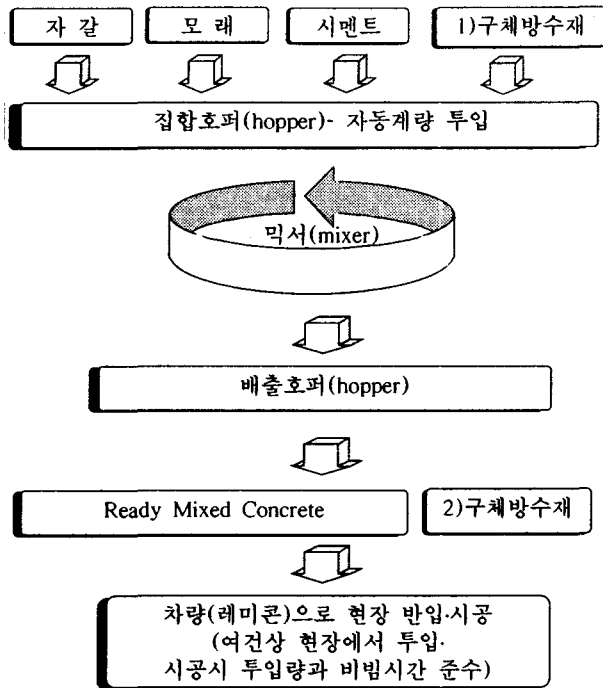 자 갈
모 래
시멘트
1)구체방수재
집합호퍼(hopper)- 자동계량 투입
믹서(mixer)
배출호퍼(hopper)
Ready Mixed Concrete
2)구체방수재
차량(레미콘)으로 현장 반입·시공
(여건상 현장에서 투입·
시공시 투입량과 비빔시간 준수)